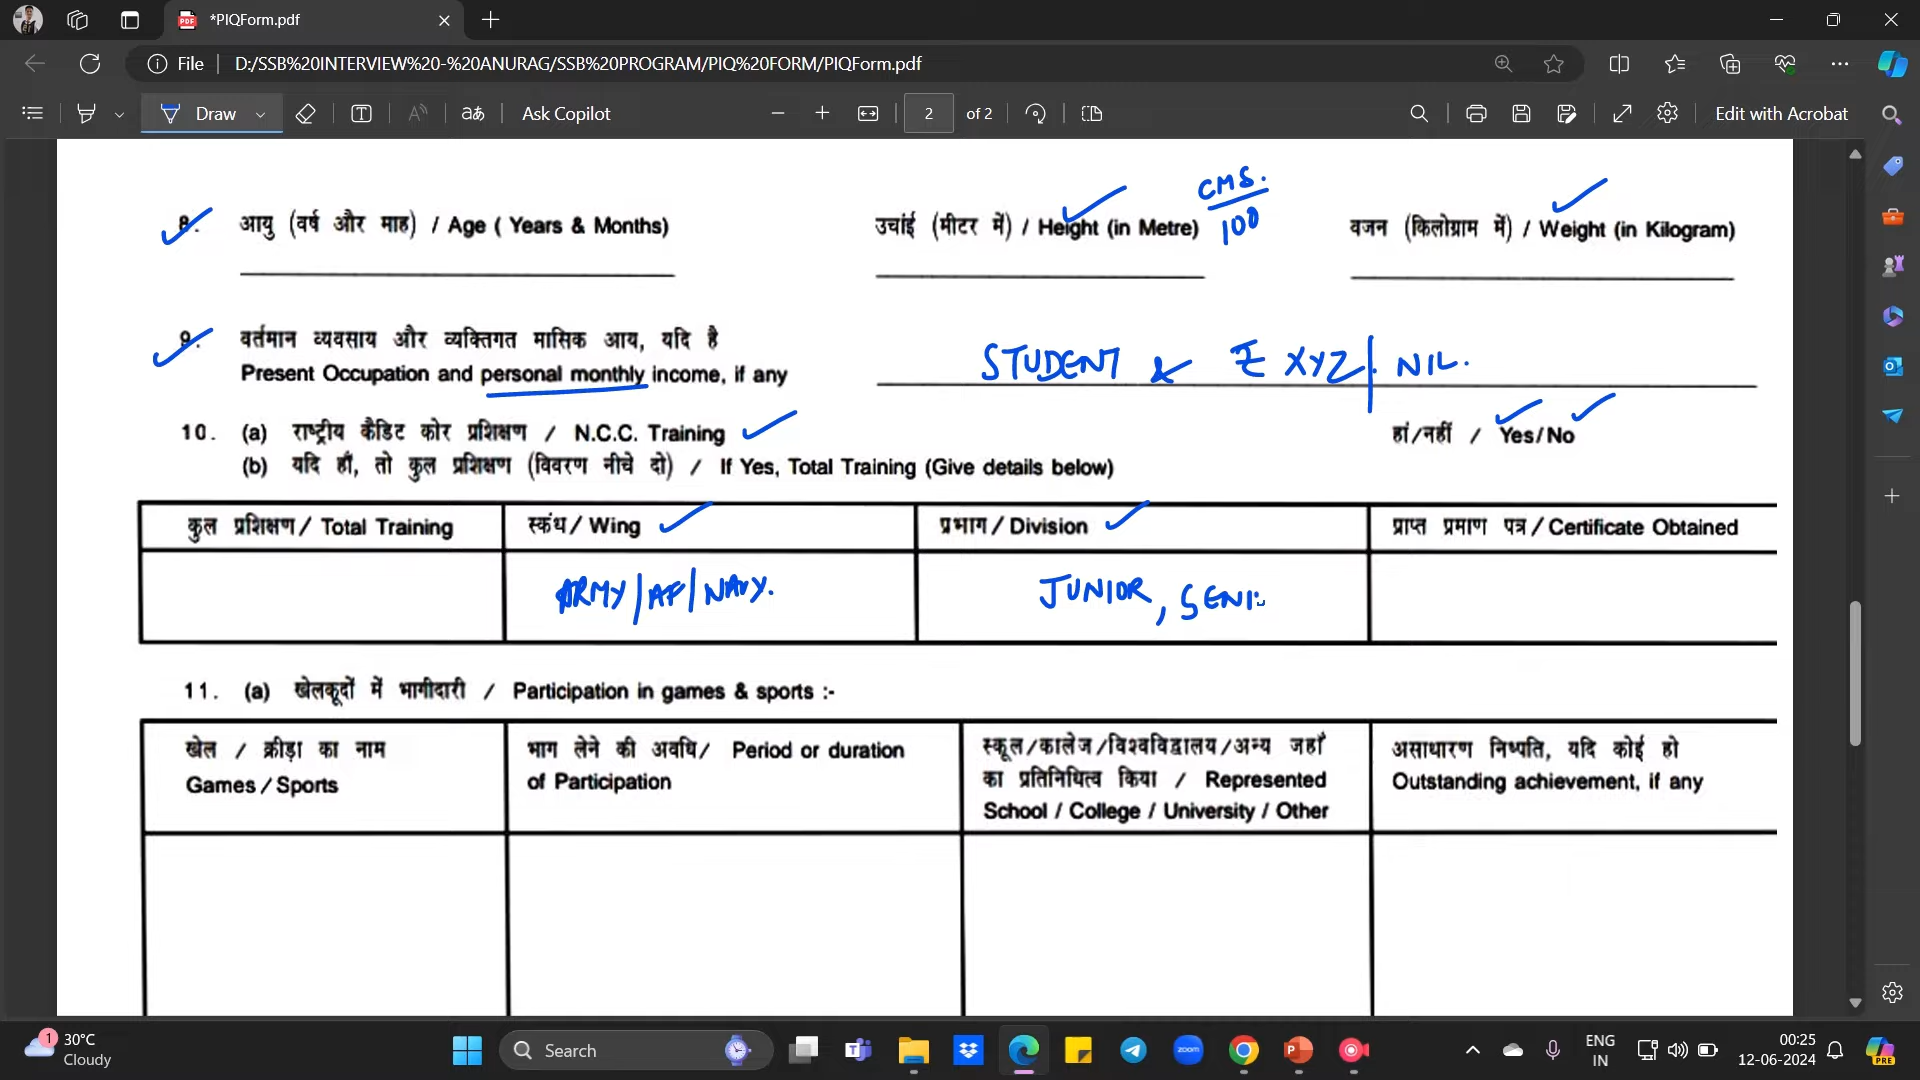 *PIQForm.pdf
File | D:/SSB%20INTERVIEW%20-%20ANURAG/SSB%20PROGRAM/PIQ%20FORM/PIQForm.pdf
Draw
aあ
Ask Copilot
2 of 2
Edit with Acrobat
CMS.
100
8. आयु (वर्ष और माह) / Age ( Years & Months)
उचांई (मीटर में) / Height (in Metre)
वजन (किलोग्राम में) / Weight (in Kilogram)
9. वर्तमान व्यवसाय और व्यक्तिगत मासिक आय, यदि है
Present Occupation and personal monthly income, if any
STUDENT & ₹ XYZ/. NIL.
10. (a) राष्ट्रीय कैडिट कोर प्रशिक्षण / N.C.C. Training
हां/नहीं / Yes/No
(b) यदि हाँ, तो कुल प्रशिक्षण (विवरण नीचे दो) / If Yes, Total Training (Give details below)
कुल प्रशिक्षण / Total Training
स्कंध/ Wing
प्रभाग / Division
प्राप्त प्रमाण पत्र / Certificate Obtained
ARMY/AF/NAVY.
JUNIOR, SENI
11. (a) खेलकूदों में भागीदारी / Participation in games & sports :-
खेल / क्रीड़ा का नाम
Games / Sports
भाग लेने की अवधि/ Period or duration
of Participation
स्कूल/कालेज/विश्वविद्वालय/अन्य जहाँ
का प्रतिनिधित्व किया / Represented
School / College / University / Other
असाधारण निष्पति, यदि कोई हो
Outstanding achievement, if any
1
30°C
Cloudy
Search
zoom
ENG
IN
00:25
12-06-2024
PRE